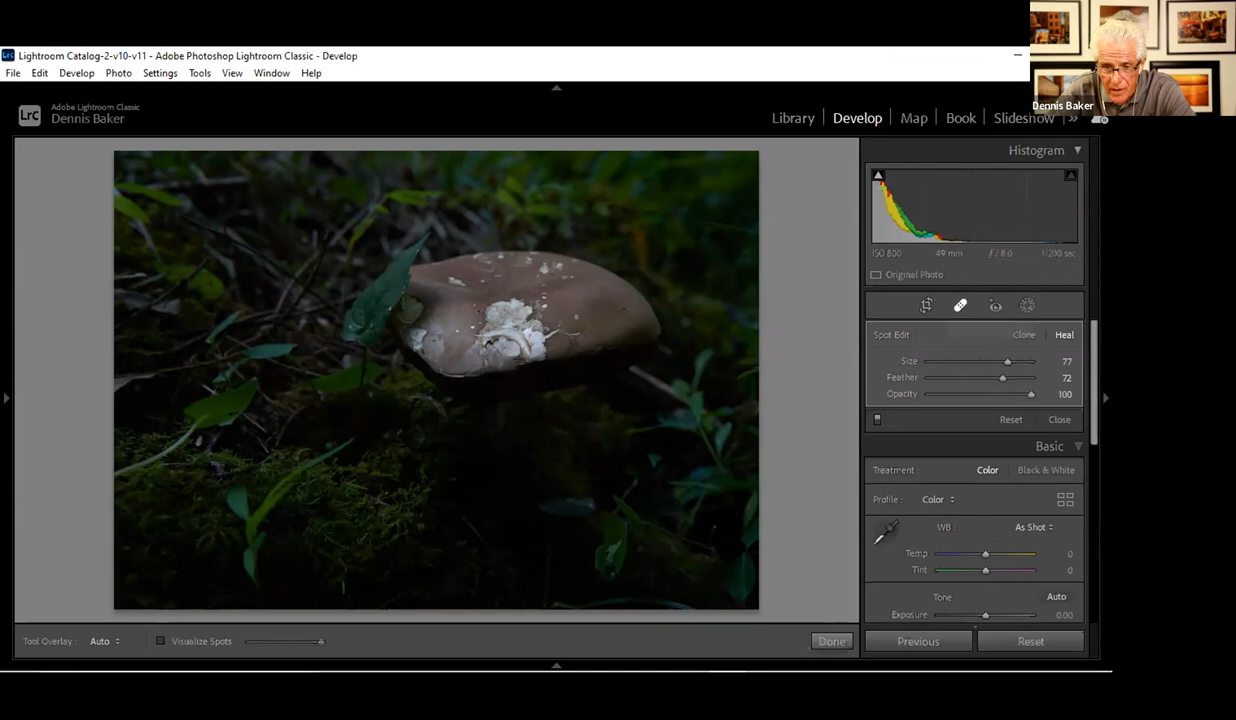 Lrc Lightroom Catalog-2-v10-v11 - Adobe Photoshop Lightroom Classic - Develop
File Edit Develop Photo Settings Tools View Window Help
Dennis Baker
Lrc
Adobe Lightroom Classic
Dennis Baker
Library Develop Map Book Slideshow »
Histogram
ISO 800 49 mm ƒ / 8.0 1/200 sec
Original Photo
Spot Edit : Clone Heal
Size 77
Feather 72
Opacity 100
Reset Close
Basic
Treatment : Color Black & White
Profile : Color
WB : As Shot
Temp 0
Tint 0
Tone Auto
Exposure 0.00
Tool Overlay : Auto Visualize Spots Done Previous Reset